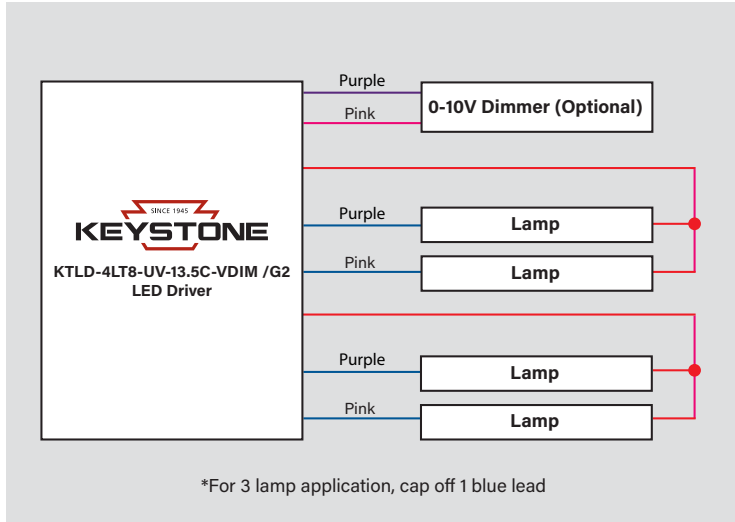 Purple
0-10V Dimmer (Optional)
Pink
SINCE 1945
KEYSTONE
KTLD-4LT8-UV-13.5C-VDIM /G2
LED Driver
Purple
Lamp
Pink
Lamp
Purple
Lamp
Pink
Lamp
*For 3 lamp application, cap off 1 blue lead